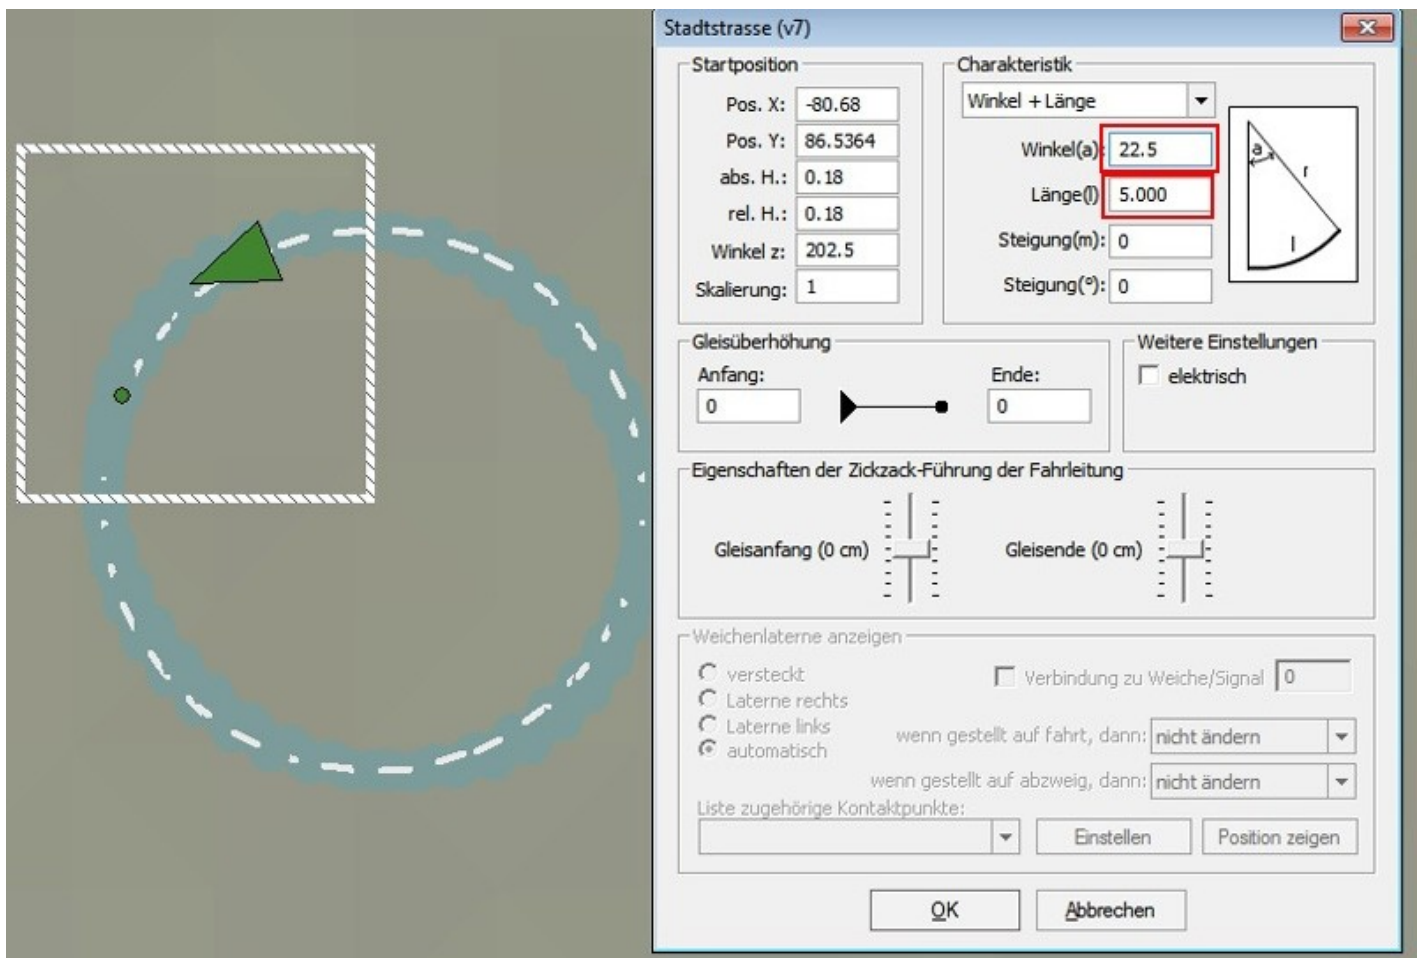 Stadtstrasse (v7)
Startposition
Pos. X: -80.68
Pos. Y: 86.5364
abs. H.: 0.18
rel. H.: 0.18
Winkel z: 202.5
Skalierung: 1
Charakteristik
Winkel + Länge
Winkel(a): 22.5
Länge(l) 5.000
Steigung(m): 0
Steigung(º): 0
a
r
l
Gleisüberhöhung
Anfang:
Ende:
0
0
Weitere Einstellungen
elektrisch
Eigenschaften der Zickzack-Führung der Fahrleitung
Gleisanfang (0 cm)
Gleisende (0 cm)
Weichenlaterne anzeigen
versteckt
Laterne rechts
Laterne links
automatisch
Verbindung zu Weiche/Signal 0
wenn gestellt auf fahrt, dann: nicht ändern
wenn gestellt auf abzweig, dann: nicht ändern
Liste zugehörige Kontaktpunkte:
Einstellen
Position zeigen
OK
Abbrechen